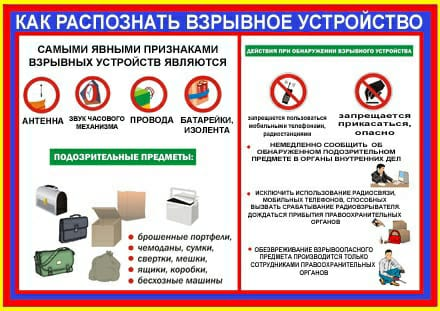 КАК РАСПОЗНАТЬ ВЗРЫВНОЕ УСТРОЙСТВО
САМЫМИ ЯВНЫМИ ПРИЗНАКАМИ
ВЗРЫВНЫХ УСТРОЙСТВ ЯВЛЯЮТСЯ
АНТЕННА
ЗВУК ЧАСОВОГО
МЕХАНИЗМА
ПРОВОДА
БАТАРЕЙКИ,
ИЗОЛЕНТА
ПОДОЗРИТЕЛЬНЫЕ ПРЕДМЕТЫ:
• брошенные портфели,
• чемоданы, сумки,
• свертки, мешки,
• ящики, коробки,
• бесхозные машины
ДЕЙСТВИЯ ПРИ ОБНАРУЖЕНИИ ВЗРЫВНОГО УСТРОЙСТВА
запрещается пользоваться
мобильными телефонами,
радиостанциями
запрещается
прикасаться,
опасно
• НЕМЕДЛЕННО СООБЩИТЬ ОБ
ОБНАРУЖЕННОМ ПОДОЗРИТЕЛЬНОМ
ПРЕДМЕТЕ В ОРГАНЫ ВНУТРЕННИХ ДЕЛ
• ИСКЛЮЧИТЬ ИСПОЛЬЗОВАНИЕ РАДИОСВЯЗИ,
МОБИЛЬНЫХ ТЕЛЕФОНОВ, СПОСОБНЫХ
ВЫЗВАТЬ СРАБАТЫВАНИЕ РАДИОВЗРЫВАТЕЛЯ.
ДОЖДАТЬСЯ ПРИБЫТИЯ ПРАВООХРАНИТЕЛЬНЫХ
ОРГАНОВ
• ОБЕЗВРЕЖИВАНИЕ ВЗРЫВООПАСНОГО
ПРЕДМЕТА ПРОИЗВОДИТСЯ ТОЛЬКО
СОТРУДНИКАМИ ПРАВООХРАНИТЕЛЬНЫХ
ОРГАНОВ